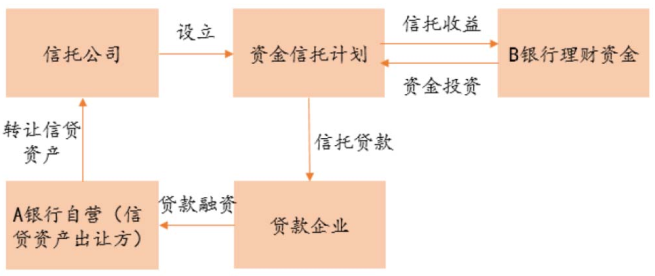 信托公司
设立
资金信托计划
信托收益
资金投资
B银行理财资金
转让信贷
资产
信托贷款
A银行自营（信
贷资产出让方）
贷款融资
贷款企业